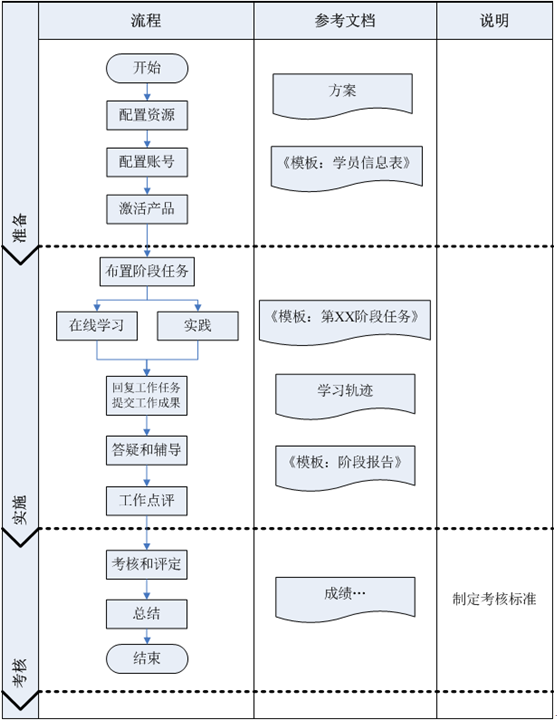 流程
参考文档
说明
开始
方案
配置资源
配置账号
《模板：学员信息表》
激活产品
准备
布置阶段任务
在线学习
实践
《模板：第XX阶段任务》
回复工作任务
提交工作成果
学习轨迹
答疑和辅导
《模板：阶段报告》
工作点评
实施
考核和评定
成绩…
制定考核标准
总结
结束
考核